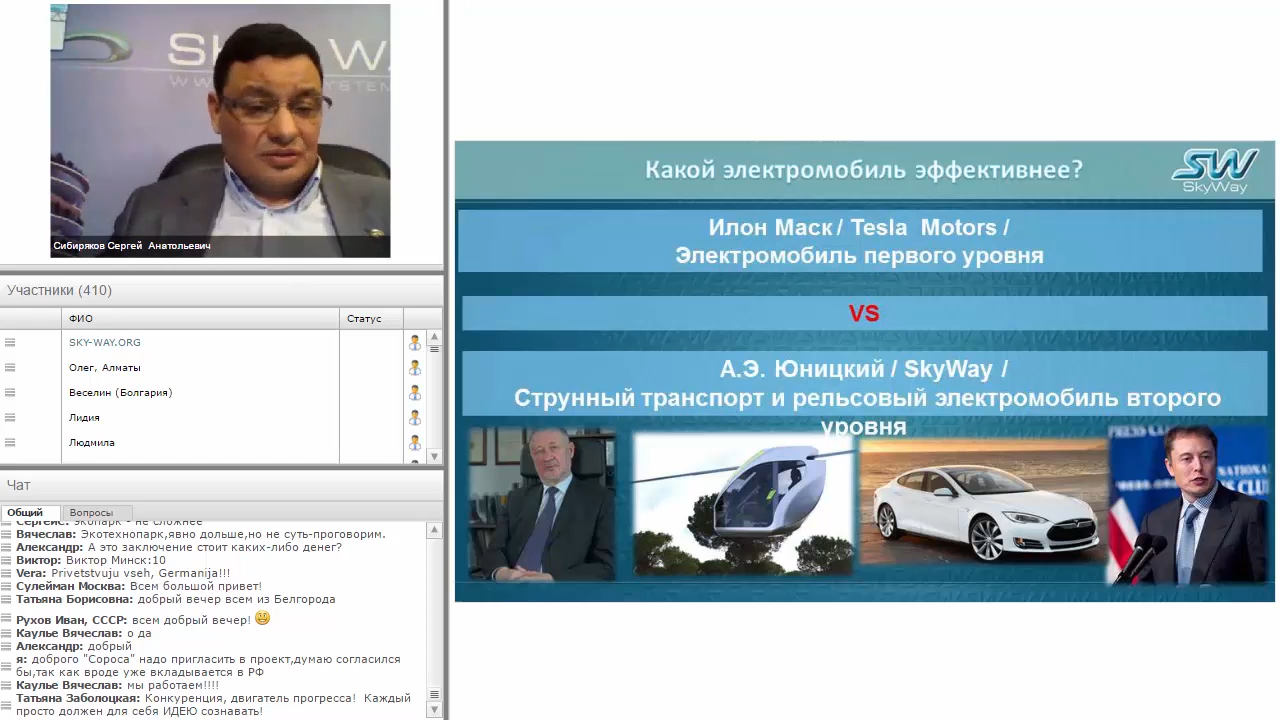 SKY WA
Сибиряков Сергей Анатольевич
Участники (410)
ФИО
Статус
SKY-WAY.ORG
Олег, Алматы
Веселин (Болгария)
Лидия
Людмила
Чат
Общий
Вопросы
Вячеслав: Экотехнопарк,явно дольше,но не суть-проговорим.
Александр: А это заключение стоит каких-либо денег?
Виктор: Виктор Минск:10
Vera: Privetstvuju vseh, Germanija!!!
Сулейман Москва: Всем большой привет!
Татьяна Борисовна: добрый вечер всем из Белгорода
Рухов Иван, СССР: всем добрый вечер!
Каулье Вячеслав: о да
Александр: добрый
я: доброго "Сороса" надо пригласить в проект,думаю согласился
бы,так как вроде уже вкладывается в РФ
Каулье Вячеслав: мы работаем!!!!
Татьяна Заболоцкая: Конкуренция, двигатель прогресса! Каждый
просто должен для себя ИДЕЮ сознавать!
Какой электромобиль эффективнее?
SW
SkyWay
Илон Маск / Tesla Motors /
Электромобиль первого уровня
VS
А.Э. Юницкий / SkyWay /
Струнный транспорт и рельсовый электромобиль второго
уровня